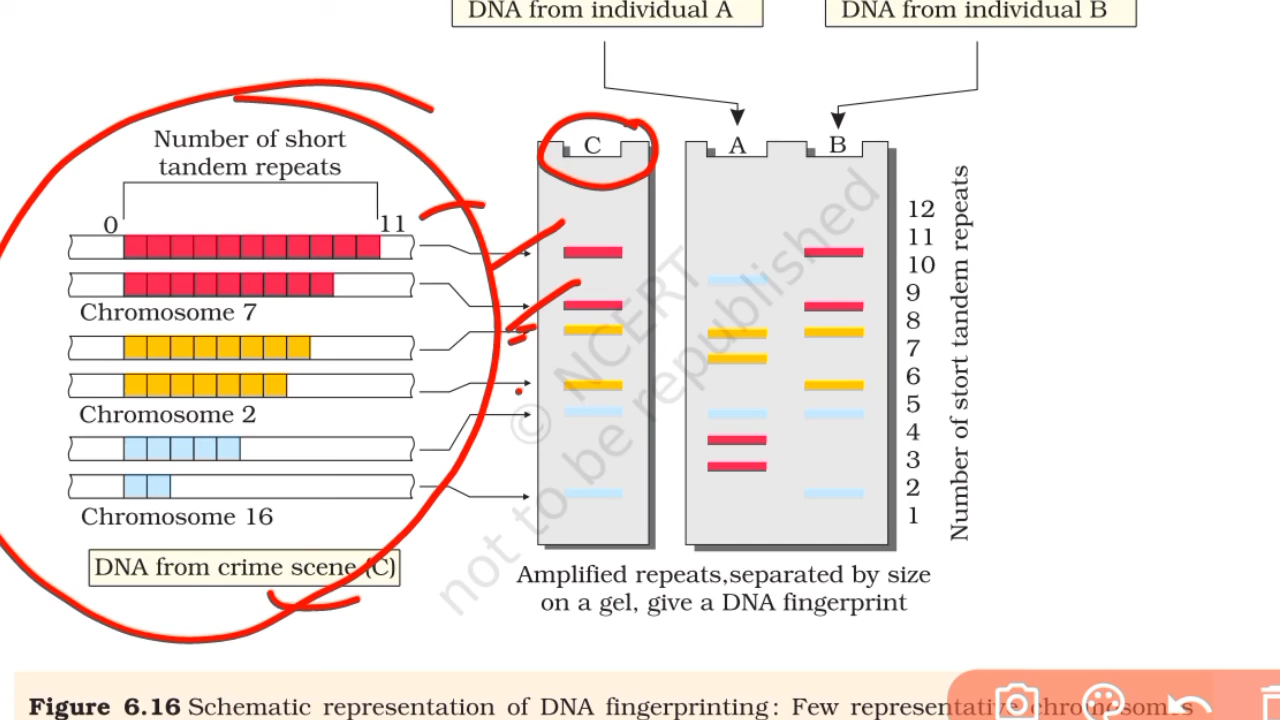 DNA from individual A
DNA from individual B
Number of short
tandem repeats
0
11
Chromosome 7
Chromosome 2
Chromosome 16
DNA from crime scene (C)
C
A
B
12
11
10
9
8
7
6
5
4
3
2
1
Number of stort tandem repeats
© NCERT
not to be republished
Amplified repeats,separated by size
on a gel, give a DNA fingerprint
Figure 6.16 Schematic representation of DNA fingerprinting: Few representative chromosomes